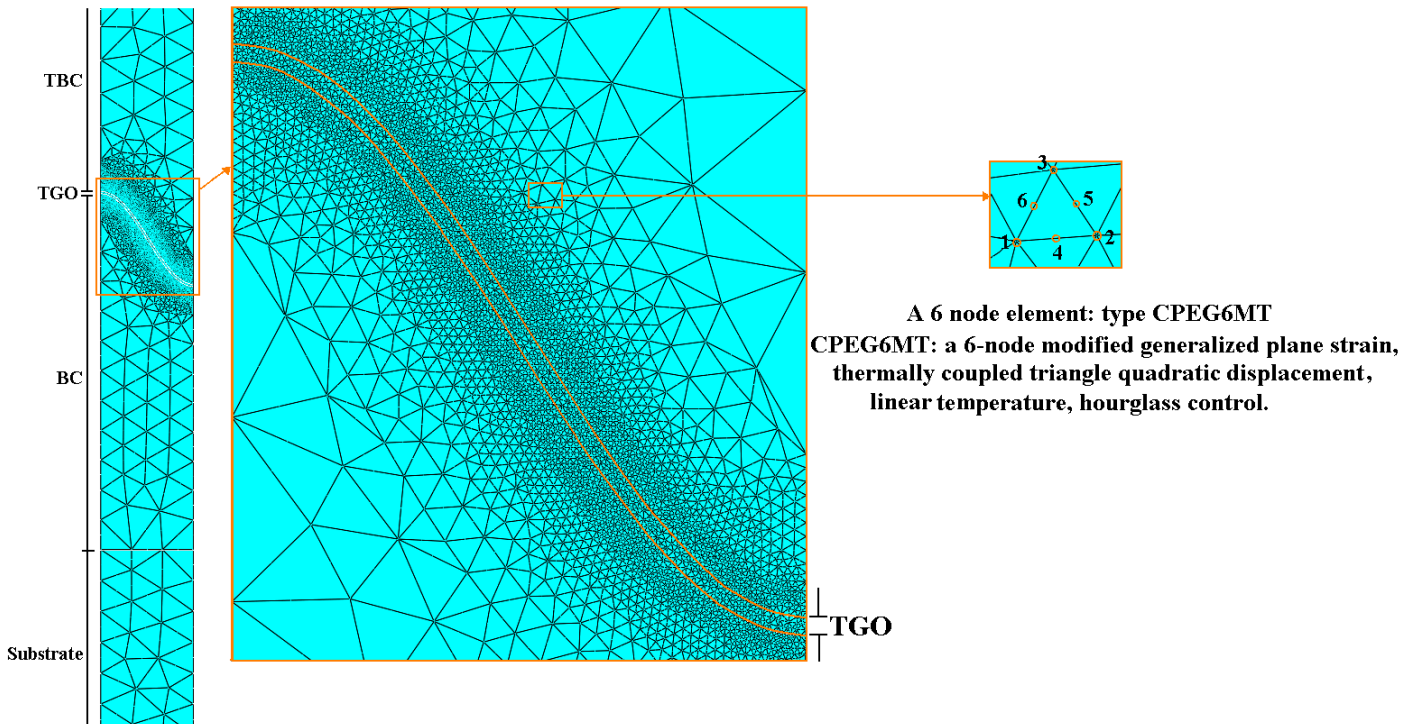 TBC
TGO
BC
Substrate
TGO
3
6
5
1
2
4
A 6 node element: type CPEG6MT
CPEG6MT: a 6-node modified generalized plane strain,
thermally coupled triangle quadratic displacement,
linear temperature, hourglass control.